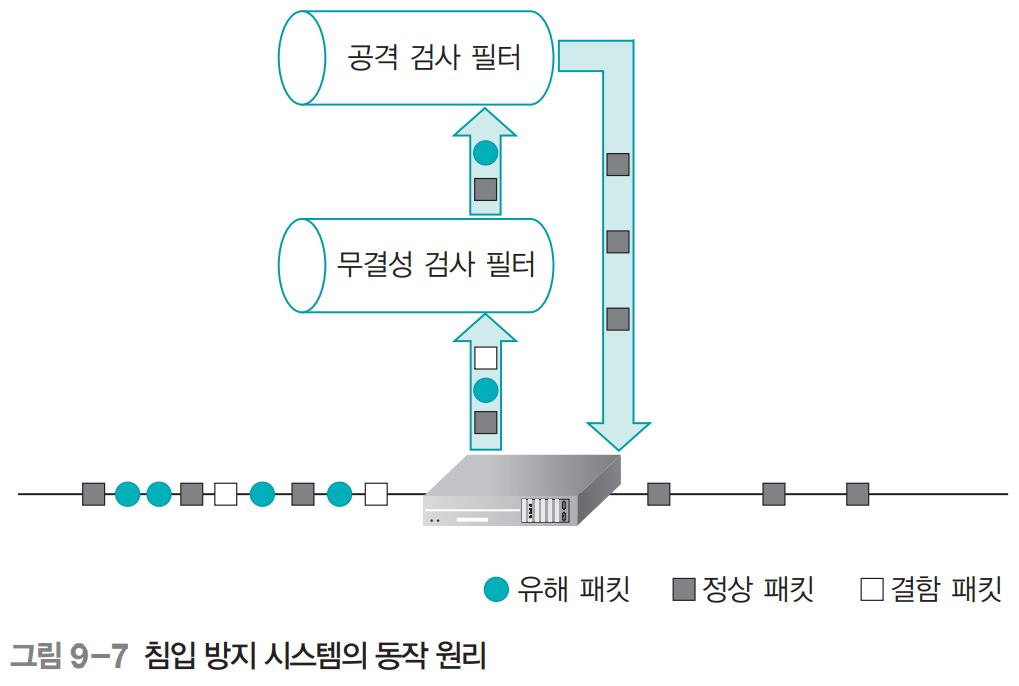 공격 검사 필터
무결성 검사 필터
유해 패킷 정상 패킷 결함 패킷
그림 9-7 침입 방지 시스템의 동작 원리